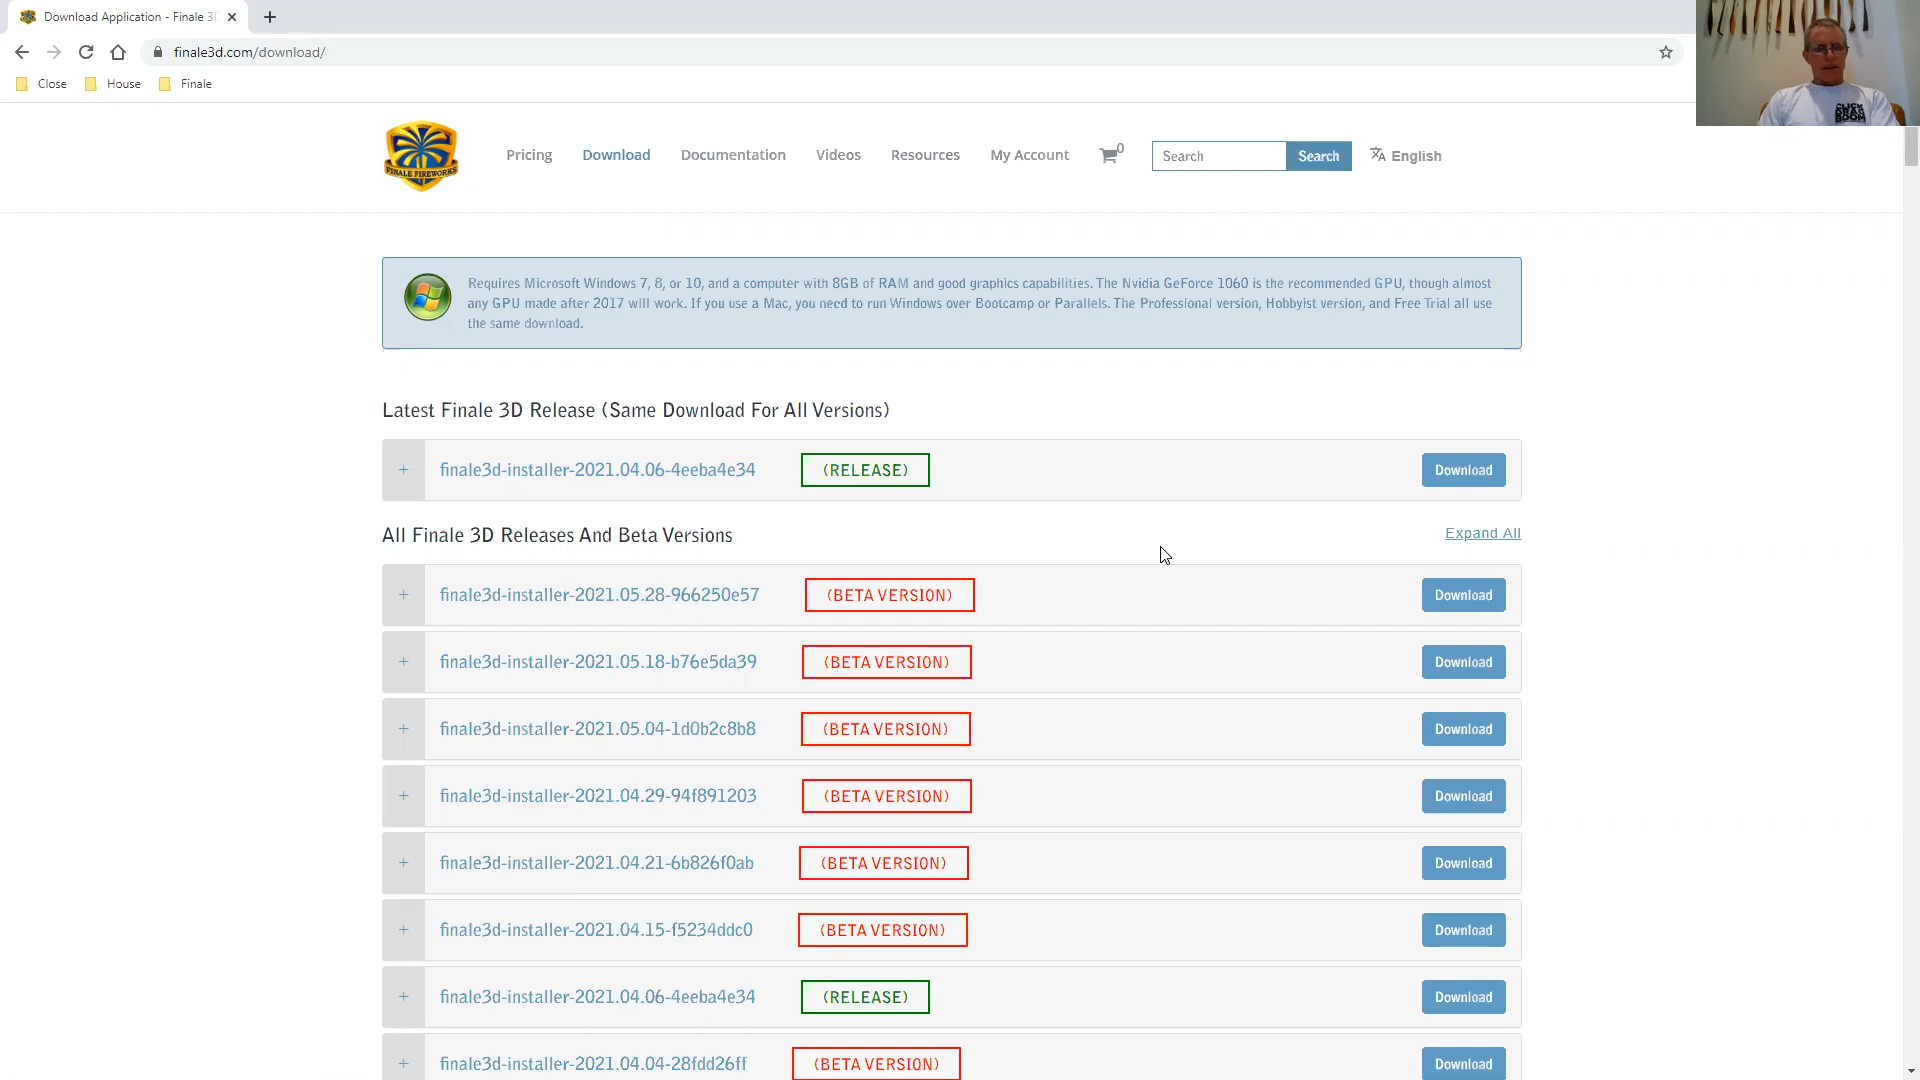 Download Application - Finale 3D
finale3d.com/download/
Close House Finale
CLICK
DRAG
BOOM
FINALE FIREWORKS
Pricing Download Documentation Videos Resources My Account 0 Search Search English
Requires Microsoft Windows 7, 8, or 10, and a computer with 8GB of RAM and good graphics capabilities. The Nvidia GeForce 1060 is the recommended GPU, though almost
any GPU made after 2017 will work. If you use a Mac, you need to run Windows over Bootcamp or Parallels. The Professional version, Hobbyist version, and Free Trial all use
the same download.
Latest Finale 3D Release (Same Download For All Versions)
+ finale3d-installer-2021.04.06-4eeba4e34 (RELEASE) Download
All Finale 3D Releases And Beta Versions Expand All
+ finale3d-installer-2021.05.28-966250e57 (BETA VERSION) Download
+ finale3d-installer-2021.05.18-b76e5da39 (BETA VERSION) Download
+ finale3d-installer-2021.05.04-1d0b2c8b8 (BETA VERSION) Download
+ finale3d-installer-2021.04.29-94f891203 (BETA VERSION) Download
+ finale3d-installer-2021.04.21-6b826f0ab (BETA VERSION) Download
+ finale3d-installer-2021.04.15-f5234ddc0 (BETA VERSION) Download
+ finale3d-installer-2021.04.06-4eeba4e34 (RELEASE) Download
+ finale3d-installer-2021.04.04-28fdd26ff (BETA VERSION) Download